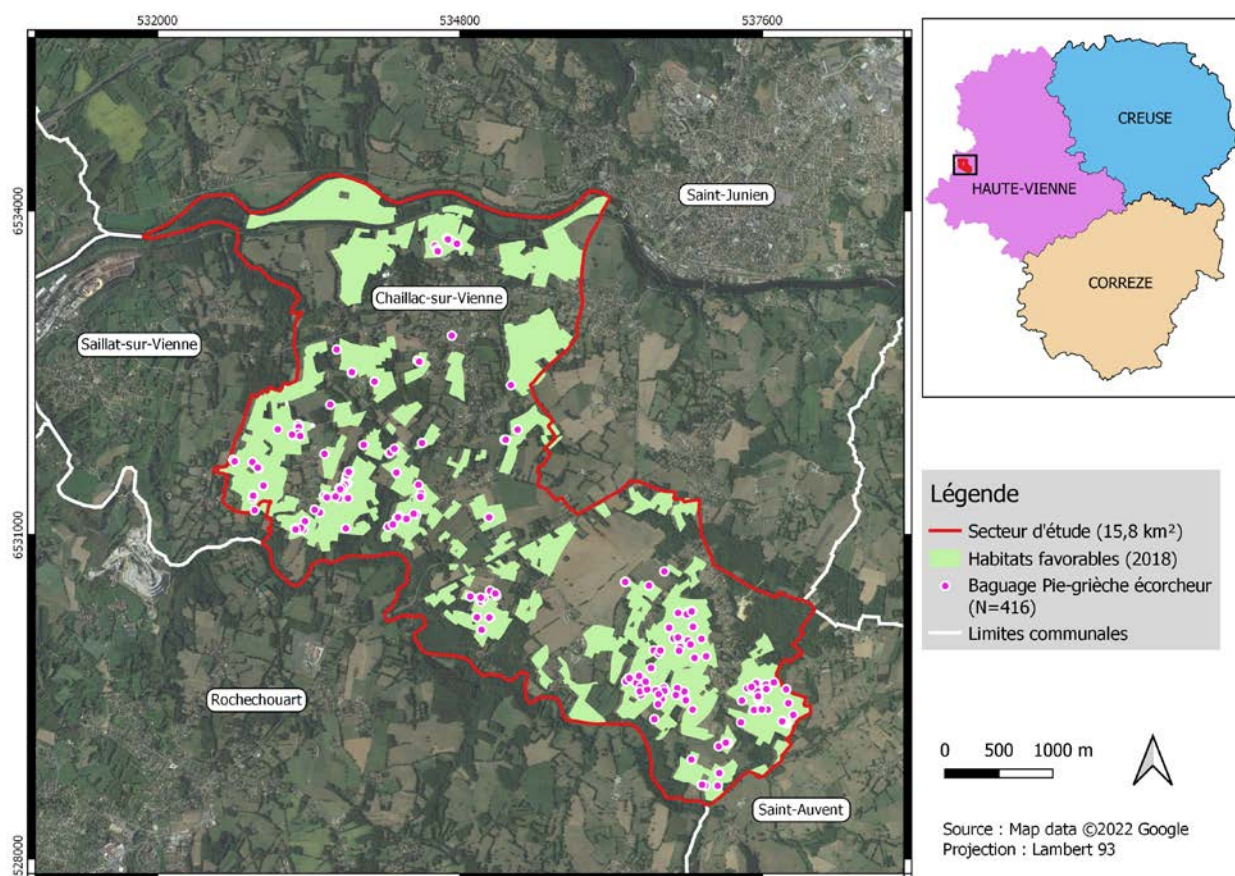 532000
534800
537600
6534000
6531000
6528000
Saint-Junien
Chaillac-sur-Vienne
Saillat-sur-Vienne
Rochechouart
Saint-Auvent
CREUSE
HAUTE-VIENNE
CORREZE
Légende
Secteur d'étude (15,8 km²)
Habitats favorables (2018)
Baguage Pie-grièche écorcheur
(N=416)
Limites communales
0 500 1000 m
Source : Map data ©2022 Google
Projection : Lambert 93